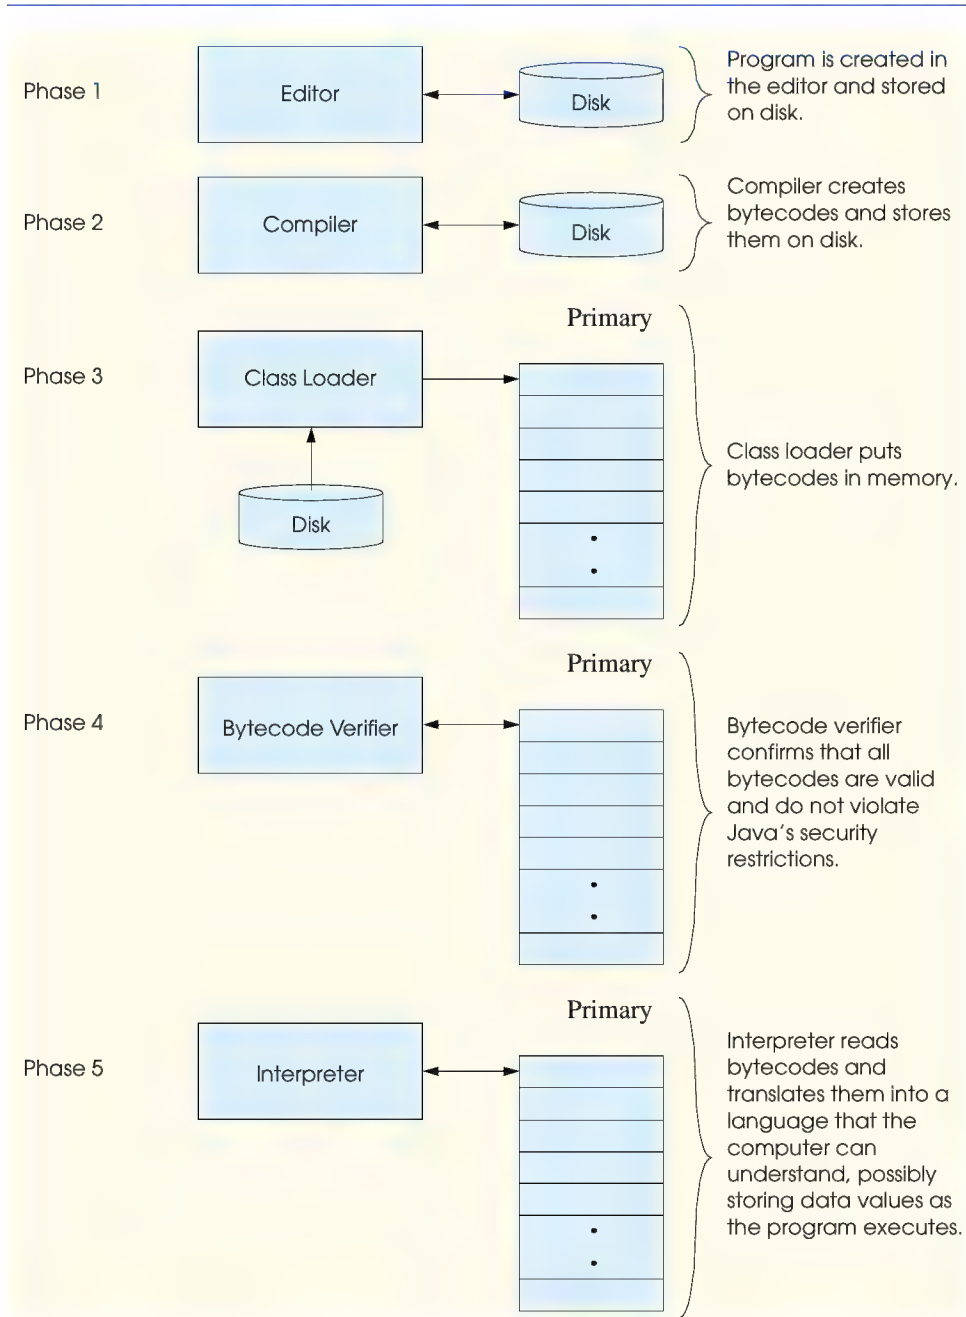 Phase 1
Editor
Disk
Program is created in
the editor and stored
on disk.
Phase 2
Compiler
Disk
Compiler creates
bytecodes and stores
them on disk.
Primary
Phase 3
Class Loader
Disk
Class loader puts
bytecodes in memory.
Primary
Phase 4
Bytecode Verifier
Bytecode verifier
confirms that all
bytecodes are valid
and do not violate
Java's security
restrictions.
Primary
Phase 5
Interpreter
Interpreter reads
bytecodes and
translates them into a
language that the
computer can
understand, possibly
storing data values as
the program executes.